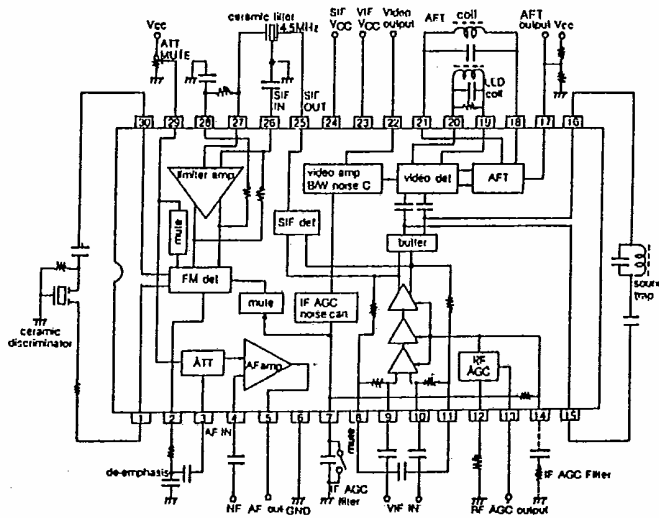 Vcc
ATT
MUTE
ceramic filter
4.5MHz
SIF
IN
SIF
OUT
SIF
VCC
VIF
VCC
Video
output
AFT
coil
LED
coil
AFT
output
Vcc
30
29
28
27
26
25
24
23
22
21
20
19
18
17
16
limiter amp
mute
FM det
mute
SIF det
video amp
B/W noise C
video det
AFT
buffer
IF AGC
noise can
ATT
AF amp
RF
AGC
ceramic
discriminator
sound
trap
1
2
3
4
5
6
7
8
9
10
11
12
13
14
15
AF IN
mute
de-emphasis
NF
AF out
GND
IF AGC
filter
VIF IN
RF AGC output
IF AGC Filter